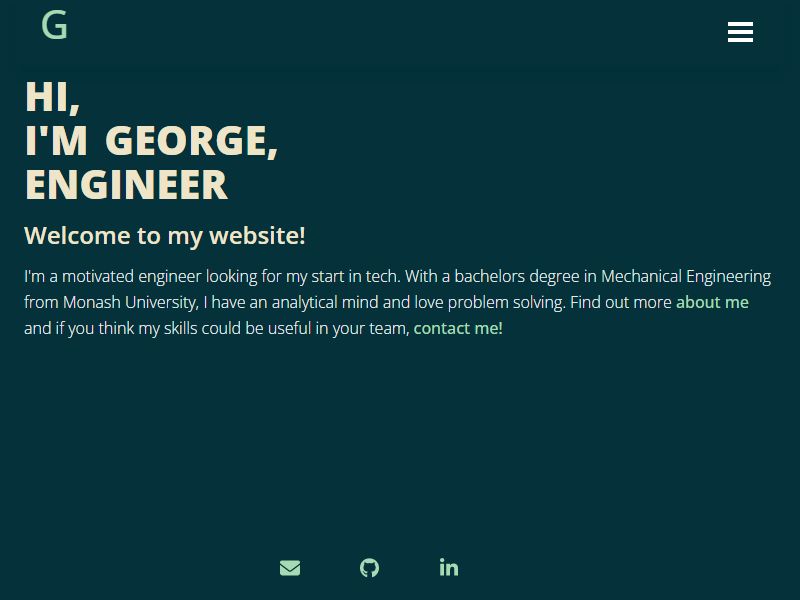 G
HI,
I'M GEORGE,
ENGINEER
Welcome to my website!
I'm a motivated engineer looking for my start in tech. With a bachelors degree in Mechanical Engineering
from Monash University, I have an analytical mind and love problem solving. Find out more about me
and if you think my skills could be useful in your team, contact me!
in